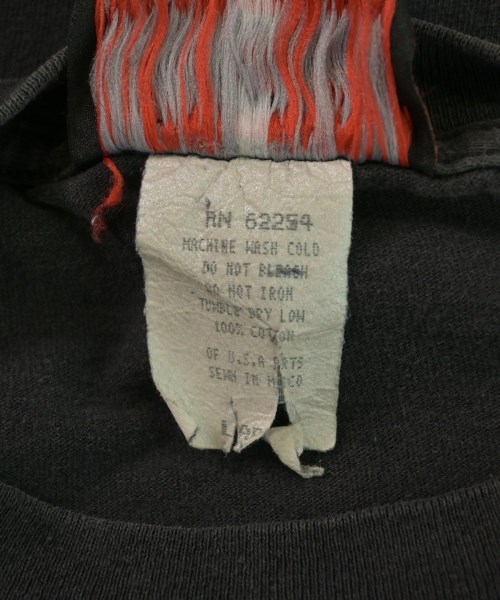 RN 62254
MACHINE WASH COLD
DO NOT BLEACH
DO NOT IRON
TUMBLE DRY LOW
100% COTTON
OF U.S.A PARTS
SEWN IN MEXICO